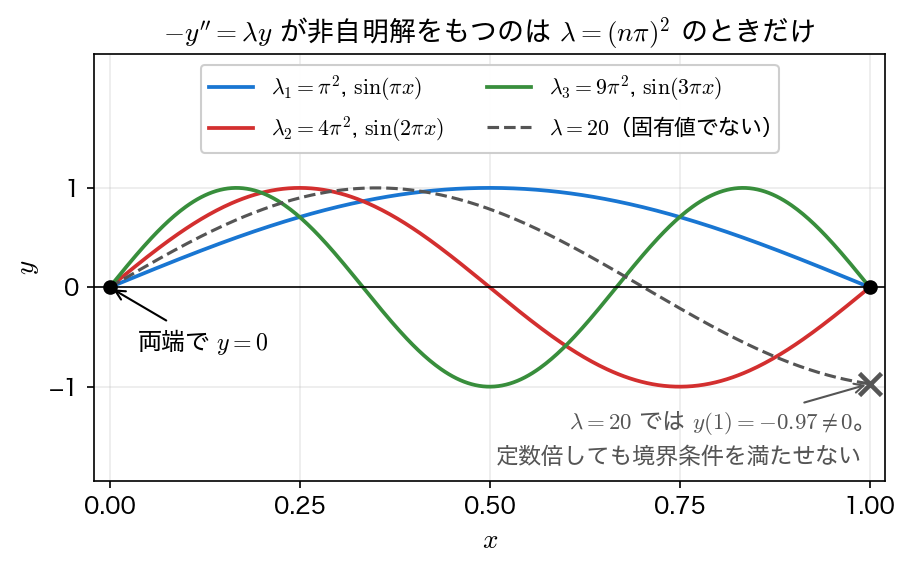 −y″ = λy が非自明解をもつのは λ = (nπ)² のときだけ
λ₁ = π², sin(πx)
λ₂ = 4π², sin(2πx)
λ₃ = 9π², sin(3πx)
λ = 20（固有値でない）
y
1
0
−1
両端で y = 0
λ = 20 では y(1) = −0.97 ≠ 0。
定数倍しても境界条件を満たせない
0.00 0.25 0.50 0.75 1.00
x